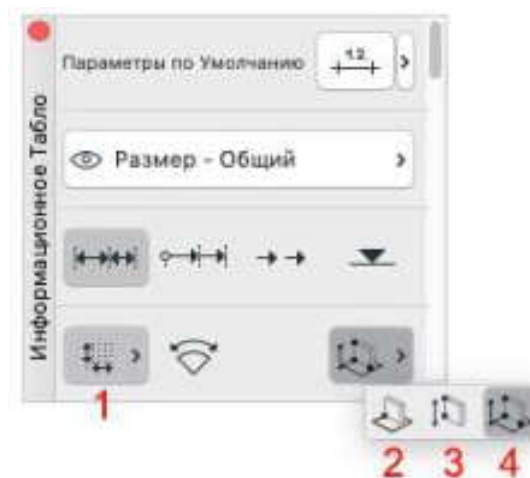 Параметры по Умолчанию
1.2
Информационное Табло
Размер - Общий
1
2 3 4